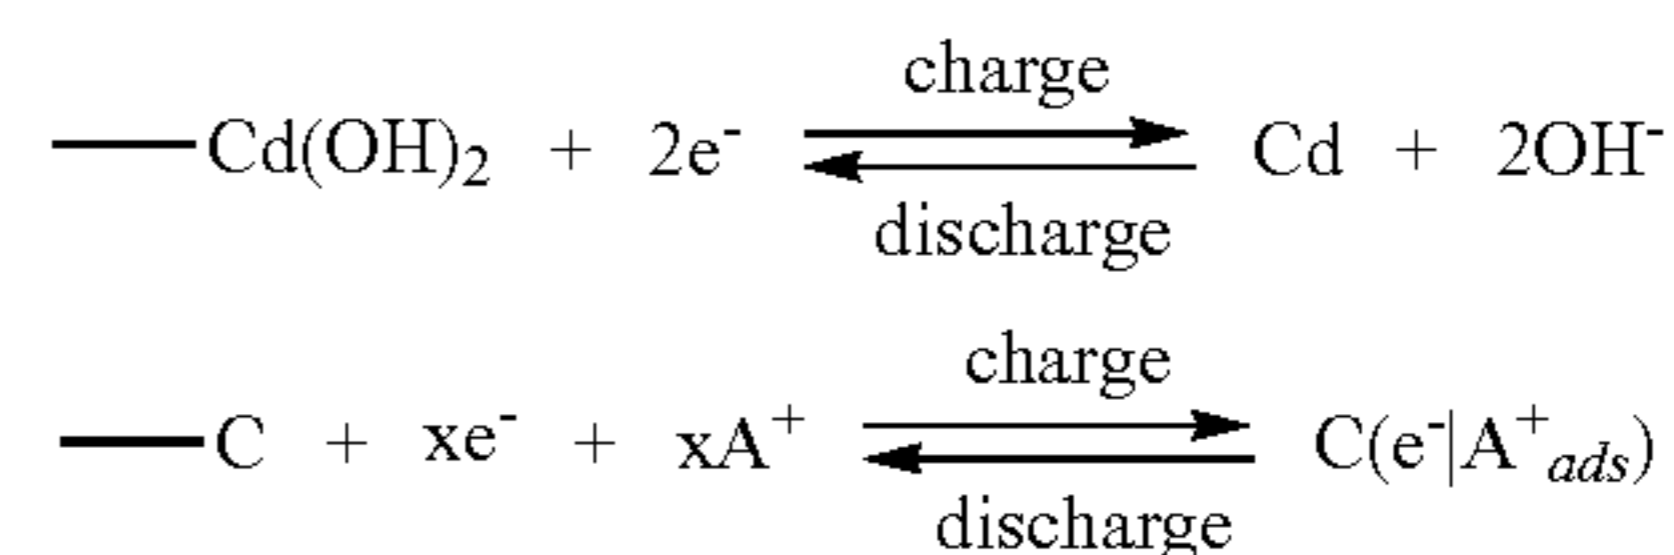 charge
—Cd(OH)₂ + 2e⁻ ⇌ Cd + 2OH⁻
discharge
charge
—C + xe⁻ + xA⁺ ⇌ C(e⁻|A⁺ₐds)
discharge